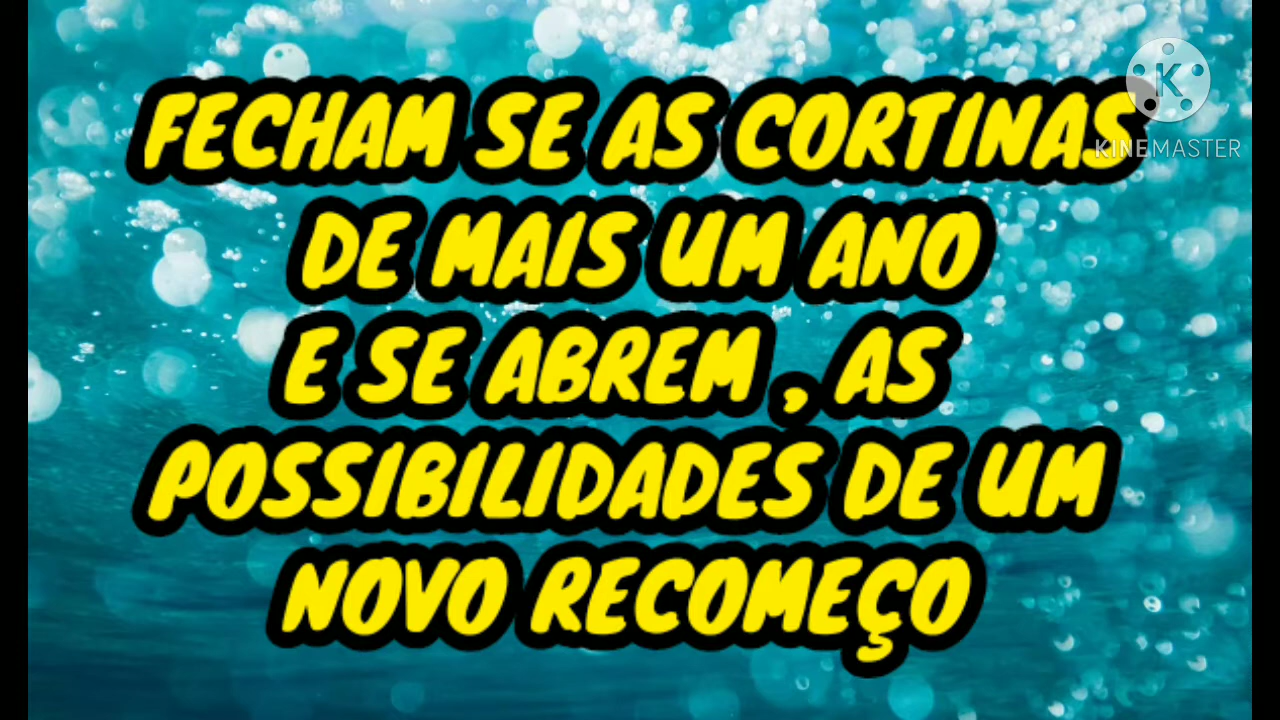 FECHAM SE AS CORTINAS
DE MAIS UM ANO
E SE ABREM , AS
POSSIBILIDADES DE UM
NOVO RECOMEÇO
K
KINEMASTER